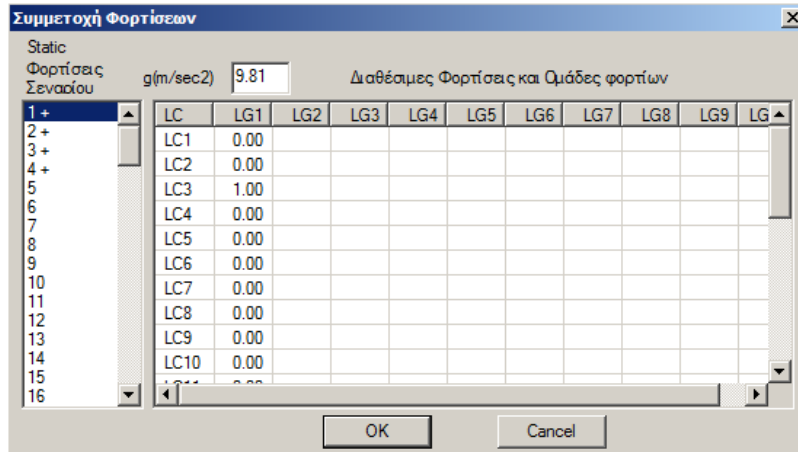 Συμμετοχή Φορτίσεων
Static
Φορτίσεις
Σεναρίου
g(m/sec2) 9.81 Διαθέσιμες Φορτίσεις και Ομάδες φορτίων
1 +
2 +
3 +
4 +
5
6
7
8
9
10
11
12
13
14
15
16
LC LG1 LG2 LG3 LG4 LG5 LG6 LG7 LG8 LG9 LG
LC1 0.00
LC2 0.00
LC3 1.00
LC4 0.00
LC5 0.00
LC6 0.00
LC7 0.00
LC8 0.00
LC9 0.00
LC10 0.00
OK Cancel